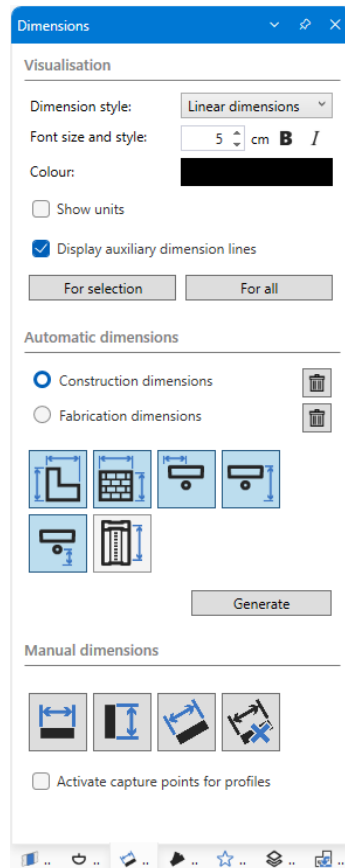 Dimensions
Visualisation
Dimension style: Linear dimensions
Font size and style: 5 cm B I
Colour:
Show units
Display auxiliary dimension lines
For selection For all
Automatic dimensions
Construction dimensions
Fabrication dimensions
Generate
Manual dimensions
Activate capture points for profiles
.. .. .. .. .. .. ..